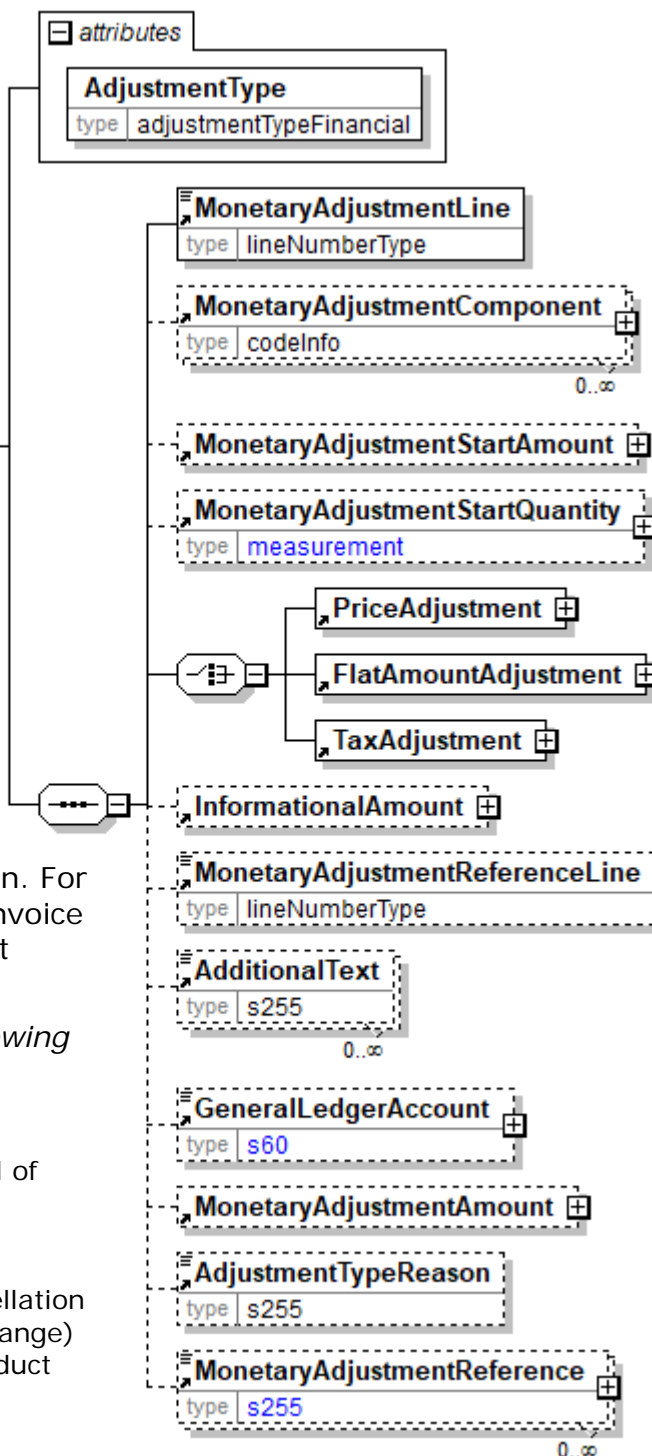 attributes
AdjustmentType
type adjustmentTypeFinancial
MonetaryAdjustmentLine
type lineNumberType
MonetaryAdjustmentComponent
type codeInfo
0..∞
MonetaryAdjustmentStartAmount
MonetaryAdjustmentStartQuantity
type measurement
PriceAdjustment
FlatAmountAdjustment
TaxAdjustment
InformationalAmount
MonetaryAdjustmentReferenceLine
type lineNumberType
AdditionalText
type s255
0..∞
GeneralLedgerAccount
type s60
MonetaryAdjustmentAmount
AdjustmentTypeReason
type s255
MonetaryAdjustmentReference
type s255
0..∞
n. For
nvoice
t
wing
of
ellation
ange)
duct